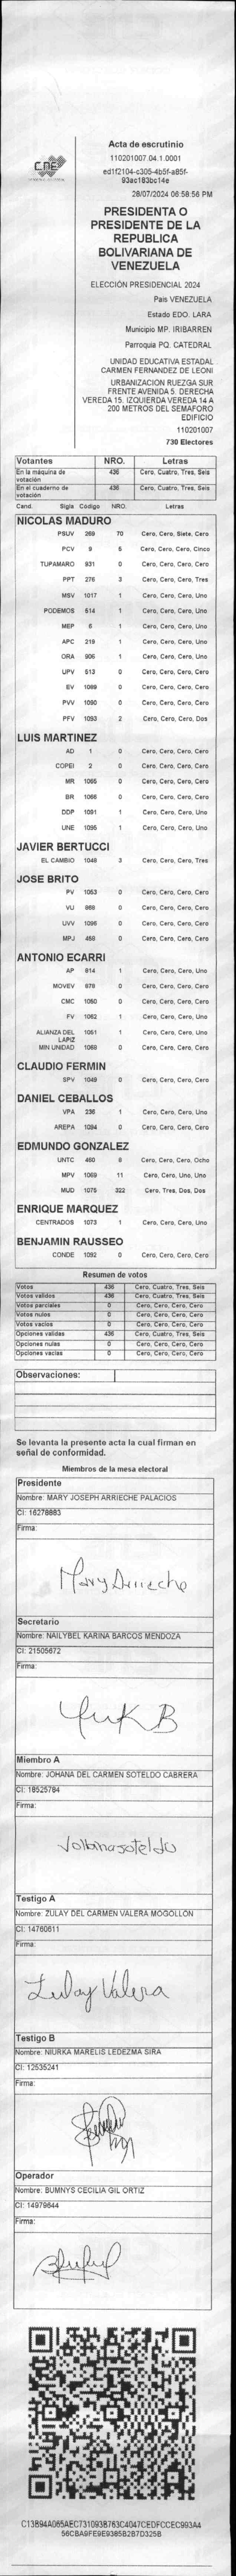 CNE
Acta de escrutinio
110201007.04.1.0001
ed1f2104-c305-4b5f-a85f-
93ac183bc14e
28/07/2024 06:58:56 PM
PRESIDENTA O
PRESIDENTE DE LA
REPUBLICA
BOLIVARIANA DE
VENEZUELA
ELECCIÓN PRESIDENCIAL 2024
País VENEZUELA
Estado EDO. LARA
Municipio MP. IRIBARREN
Parroquia PQ. CATEDRAL
UNIDAD EDUCATIVA ESTADAL
CARMEN FERNANDEZ DE LEONI
URBANIZACIÓN RUEZGA SUR
FRENTE AVENIDA 5. DERECHA
VEREDA 15. IZQUIERDA VEREDA 14 A
200 METROS DEL SEMAFORO
EDIFICIO
110201007
730 Electores
Votantes NRO. Letras
En la máquina de votación 436 Cero, Cuatro, Tres, Seis
En el cuaderno de votación 436 Cero, Cuatro, Tres, Seis
Cand. Sigla Código NRO. Letras
NICOLAS MADURO
PSUV 269 70 Cero, Cero, Siete, Cero
PCV 9 5 Cero, Cero, Cero, Cinco
TUPAMARO 931 0 Cero, Cero, Cero, Cero
PPT 276 3 Cero, Cero, Cero, Tres
MSV 1017 1 Cero, Cero, Cero, Uno
PODEMOS 514 1 Cero, Cero, Cero, Uno
MEP 6 1 Cero, Cero, Cero, Uno
APC 219 1 Cero, Cero, Cero, Uno
ORA 906 1 Cero, Cero, Cero, Uno
UPV 513 0 Cero, Cero, Cero, Cero
EV 1089 0 Cero, Cero, Cero, Cero
PVV 1090 0 Cero, Cero, Cero, Cero
PFV 1093 2 Cero, Cero, Cero, Dos
LUIS MARTINEZ
AD 1 0 Cero, Cero, Cero, Cero
COPEI 2 0 Cero, Cero, Cero, Cero
MR 1065 0 Cero, Cero, Cero, Cero
BR 1066 0 Cero, Cero, Cero, Cero
DDP 1091 1 Cero, Cero, Cero, Uno
UNE 1095 1 Cero, Cero, Cero, Uno
JAVIER BERTUCCI
EL CAMBIO 1048 3 Cero, Cero, Cero, Tres
JOSE BRITO
PV 1053 0 Cero, Cero, Cero, Cero
VU 868 0 Cero, Cero, Cero, Cero
UVV 1096 0 Cero, Cero, Cero, Cero
MPJ 468 0 Cero, Cero, Cero, Cero
ANTONIO ECARRI
AP 814 1 Cero, Cero, Cero, Uno
MOVEV 878 0 Cero, Cero, Cero, Cero
CMC 1050 0 Cero, Cero, Cero, Cero
FV 1062 1 Cero, Cero, Cero, Uno
ALIANZA DEL LAPIZ 1051 1 Cero, Cero, Cero, Uno
MIN UNIDAD 1088 0 Cero, Cero, Cero, Cero
CLAUDIO FERMIN
SPV 1049 0 Cero, Cero, Cero, Cero
DANIEL CEBALLOS
VPA 236 1 Cero, Cero, Cero, Uno
AREPA 1094 0 Cero, Cero, Cero, Cero
EDMUNDO GONZALEZ
UNTC 460 8 Cero, Cero, Cero, Ocho
MPV 1069 11 Cero, Cero, Uno, Uno
MUD 1075 322 Cero, Tres, Dos, Dos
ENRIQUE MARQUEZ
CENTRADOS 1073 1 Cero, Cero, Cero, Uno
BENJAMIN RAUSSEO
CONDE 1092 0 Cero, Cero, Cero, Cero
Resumen de votos
Votos 436 Cero, Cuatro, Tres, Seis
Votos validos 436 Cero, Cuatro, Tres, Seis
Votos parciales 0 Cero, Cero, Cero, Cero
Votos nulos 0 Cero, Cero, Cero, Cero
Votos vacios 0 Cero, Cero, Cero, Cero
Opciones validas 436 Cero, Cuatro, Tres, Seis
Opciones nulas 0 Cero, Cero, Cero, Cero
Opciones vacias 0 Cero, Cero, Cero, Cero
Observaciones:
Se levanta la presente acta la cual firman en
señal de conformidad.
Miembros de la mesa electoral
Presidente
Nombre: MARY JOSEPH ARRIECHE PALACIOS
CI: 16278883
Firma:
Mary Arrieche
Secretario
Nombre: NAILYBEL KARINA BARCOS MENDOZA
CI: 21505672
Firma:
Miembro A
Nombre: JOHANA DEL CARMEN SOTELDO CABRERA
CI: 18525784
Firma:
Johana soteldo
Testigo A
Nombre: ZULAY DEL CARMEN VALERA MOGOLLÓN
CI: 14760611
Firma:
Zulay Valera
Testigo B
Nombre: NIURKA MARELIS LEDEZMA SIRA
CI: 12535241
Firma:
Operador
Nombre: BUMNYS CECILIA GIL ORTIZ
CI: 14979644
Firma:
C13B94A065AEC731093B763C4047CEDFCCEC993A4
56CBA9FE9E9385B2B7D325B